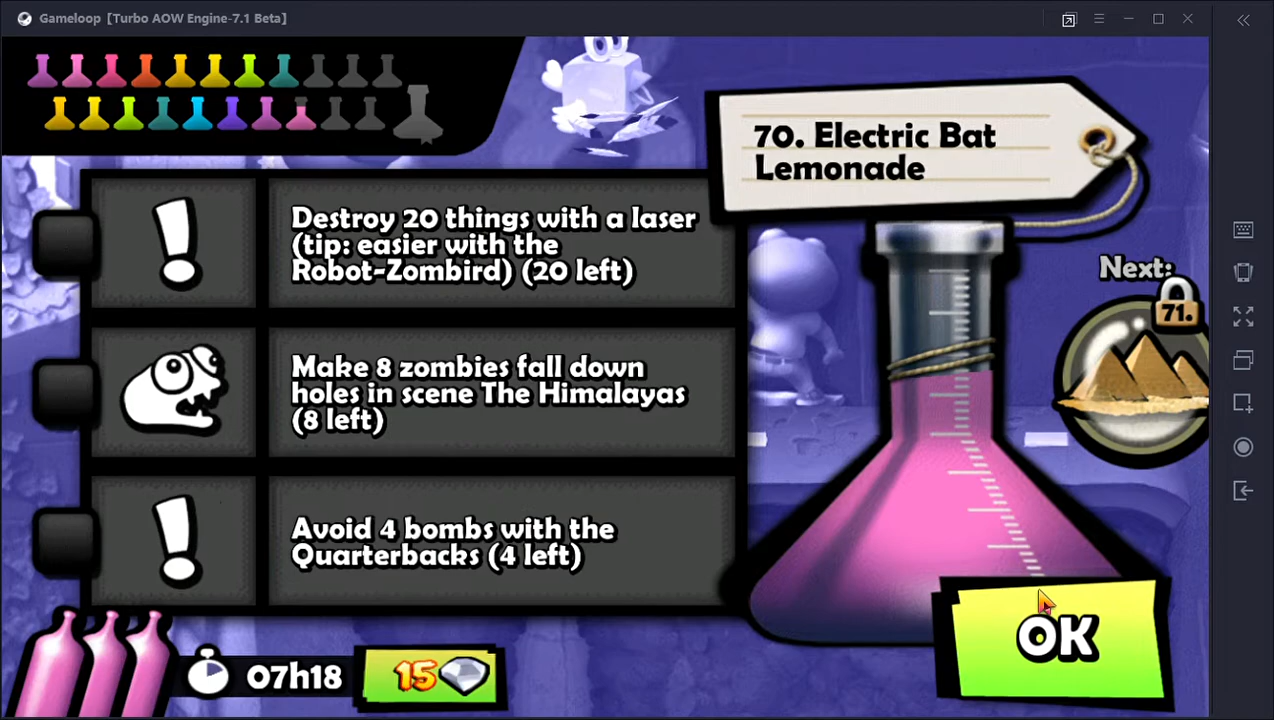 Gameloop [Turbo AOW Engine-7.1 Beta]
70. Electric Bat
Lemonade
Destroy 20 things with a laser
(tip: easier with the
Robot-Zombird) (20 left)
Next:
71.
Make 8 zombies fall down
holes in scene The Himalayas
(8 left)
Avoid 4 bombs with the
Quarterbacks (4 left)
07h18
15
OK